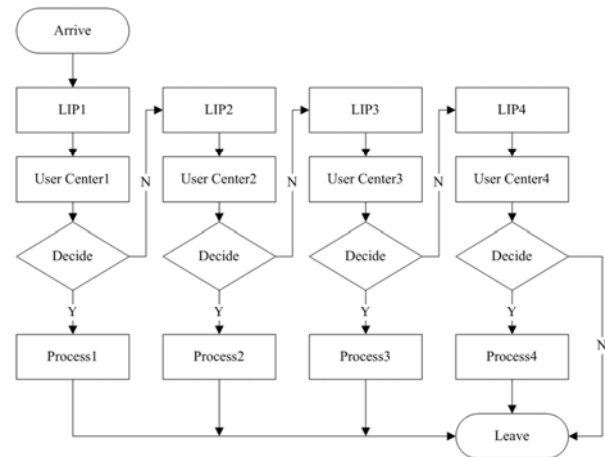 Arrive
LIP1
LIP2
LIP3
LIP4
User Center1
N
User Center2
N
User Center3
N
User Center4
Decide
Decide
Decide
Decide
Y
Y
Y
Y
N
Process1
Process2
Process3
Process4
Leave